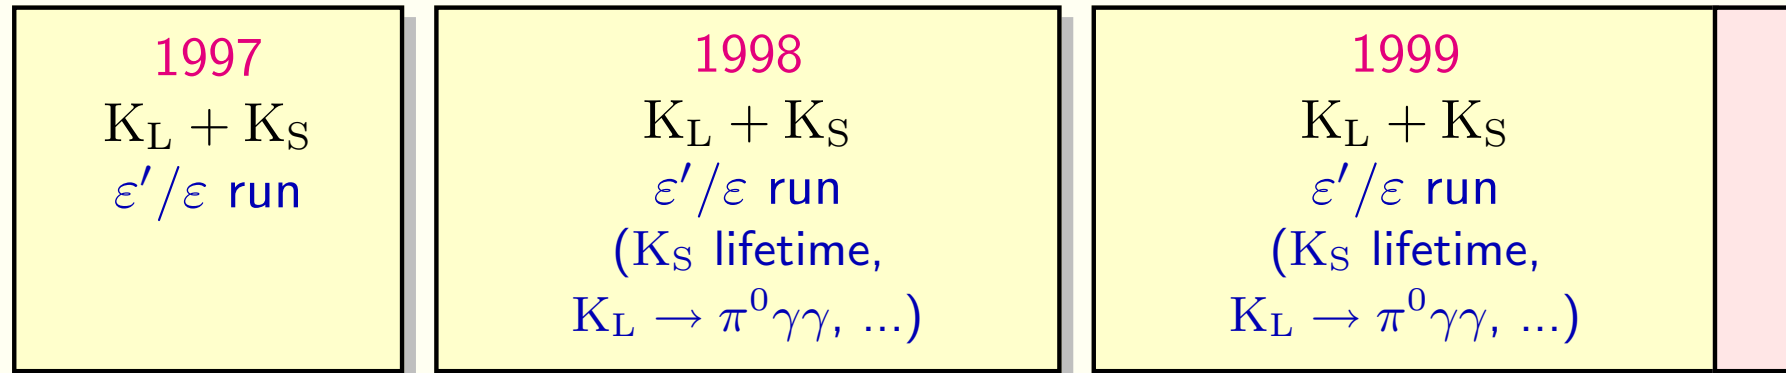 1997
K_L + K_S
ε′/ε run
1998
K_L + K_S
ε′/ε run
(K_S lifetime,
K_L → π⁰γγ, ...)
1999
K_L + K_S
ε′/ε run
(K_S lifetime,
K_L → π⁰γγ, ...)